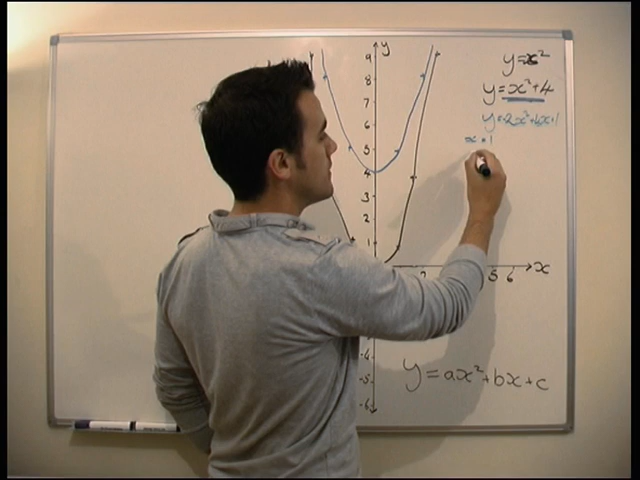 y
9
8
7
6
5
4
3
2
1
y=x²
y=x²+4
y=-2x²+6x+1
x=1
2 5 6 x
-4
-5
-6
y=ax²+bx+c